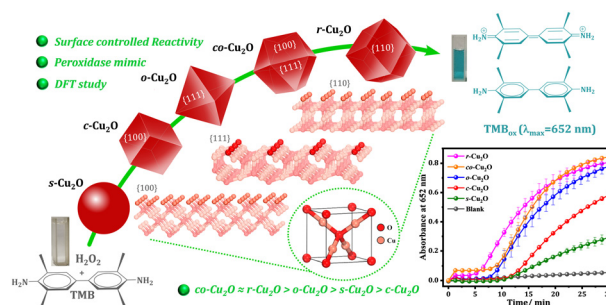 Surface controlled Reactivity
Peroxidase mimic
DFT study
r-Cu₂O
co-Cu₂O
o-Cu₂O
c-Cu₂O
s-Cu₂O
{100}
{111}
{110}
{111}
{100}
{110}
{111}
{100}
H₂O₂
+
TMB
H₂N
NH₂
O
Cu
co-Cu₂O ≈ r-Cu₂O > o-Cu₂O > s-Cu₂O > c-Cu₂O
TMBox (λmax=652 nm)
Absorbance at 652 nm
0.8
0.6
0.4
0.2
0.0
r-Cu₂O
co-Cu₂O
o-Cu₂O
c-Cu₂O
s-Cu₂O
Blank
0 5 10 15 20 25
Time/ min